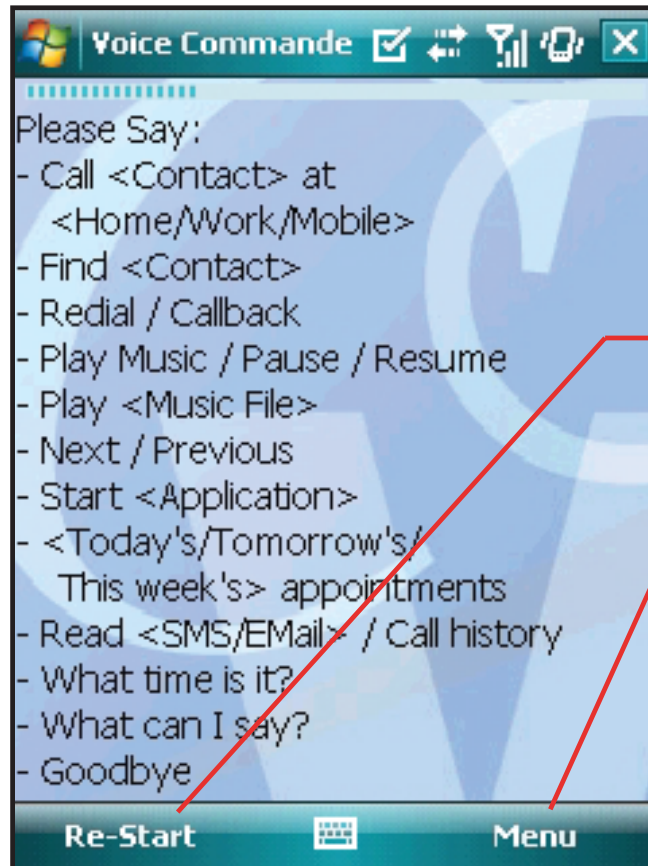 Voice Commande
Please Say:
- Call <Contact> at
<Home/Work/Mobile>
- Find <Contact>
- Redial / Callback
- Play Music / Pause / Resume
- Play <Music File>
- Next / Previous
- Start <Application>
- <Today's/Tomorrow's/
This week's> appointments
- Read <SMS/EMail> / Call history
- What time is it?
- What can I say?
- Goodbye
Re-Start Menu